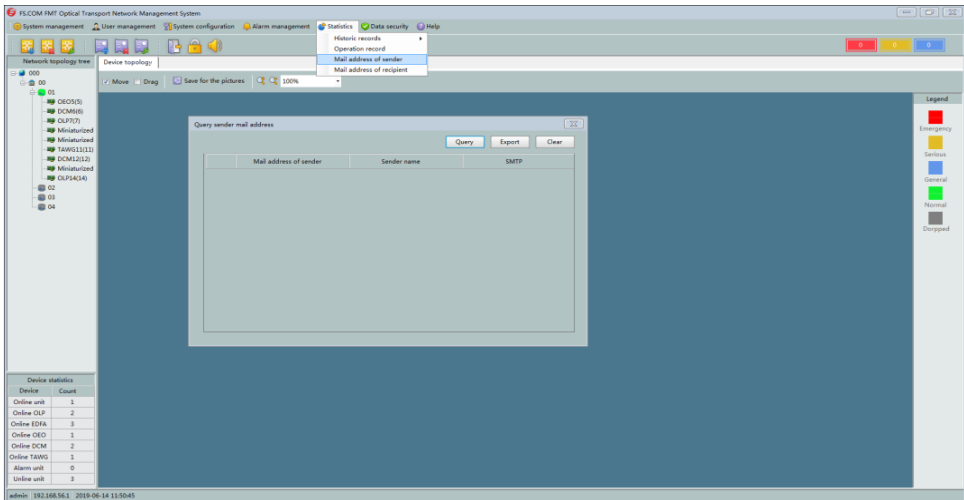 FS.COM FMT Optical Transport Network Management System
System management User management System configuration Alarm management Statistics Data security Help
Historic records
Operation record
Mail address of sender
Mail address of recipient
0 0 0
Network topology tree
Device topology
Move Drag Save for the pictures 100%
000
00
01
OEO5(5)
DCM6(6)
OLP7(7)
Miniaturized
Miniaturized
TAWG11(11)
DCM12(12)
Miniaturized
OLP14(14)
02
03
04
Query sender mail address
Query Export Clear
Mail address of sender Sender name SMTP
Legend
Emergency
Serious
General
Normal
Dorpped
Device statistics
Device Count
Online unit 1
Online OLP 2
Online EDFA 3
Online OEO 1
Online DCM 2
Online TAWG 1
Alarm unit 0
Unline unit 3
admin 192.168.56.1 2019-06-14 11:50:45